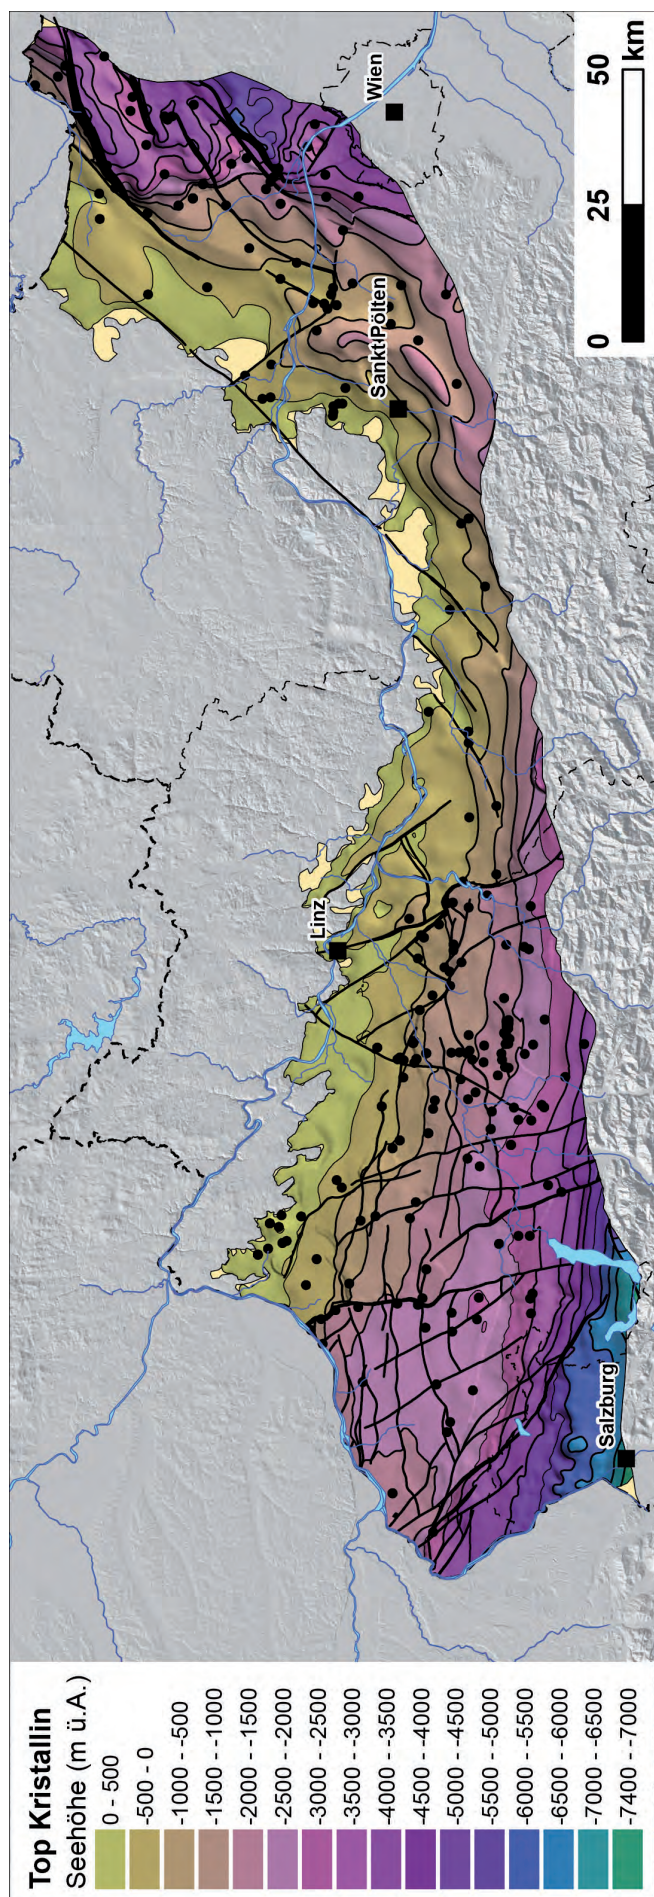 Top Kristallin
Seehöhe (m ü.A.)
0 - 500
-500 - 0
-1000 - -500
-1500 - -1000
-2000 - -1500
-2500 - -2000
-3000 - -2500
-3500 - -3000
-4000 - -3500
-4500 - -4000
-5000 - -4500
-5500 - -5000
-6000 - -5500
-6500 - -6000
-7000 - -6500
-7400 - -7000
Salzburg
Linz
Sankt Pölten
Wien
0 25 50
km